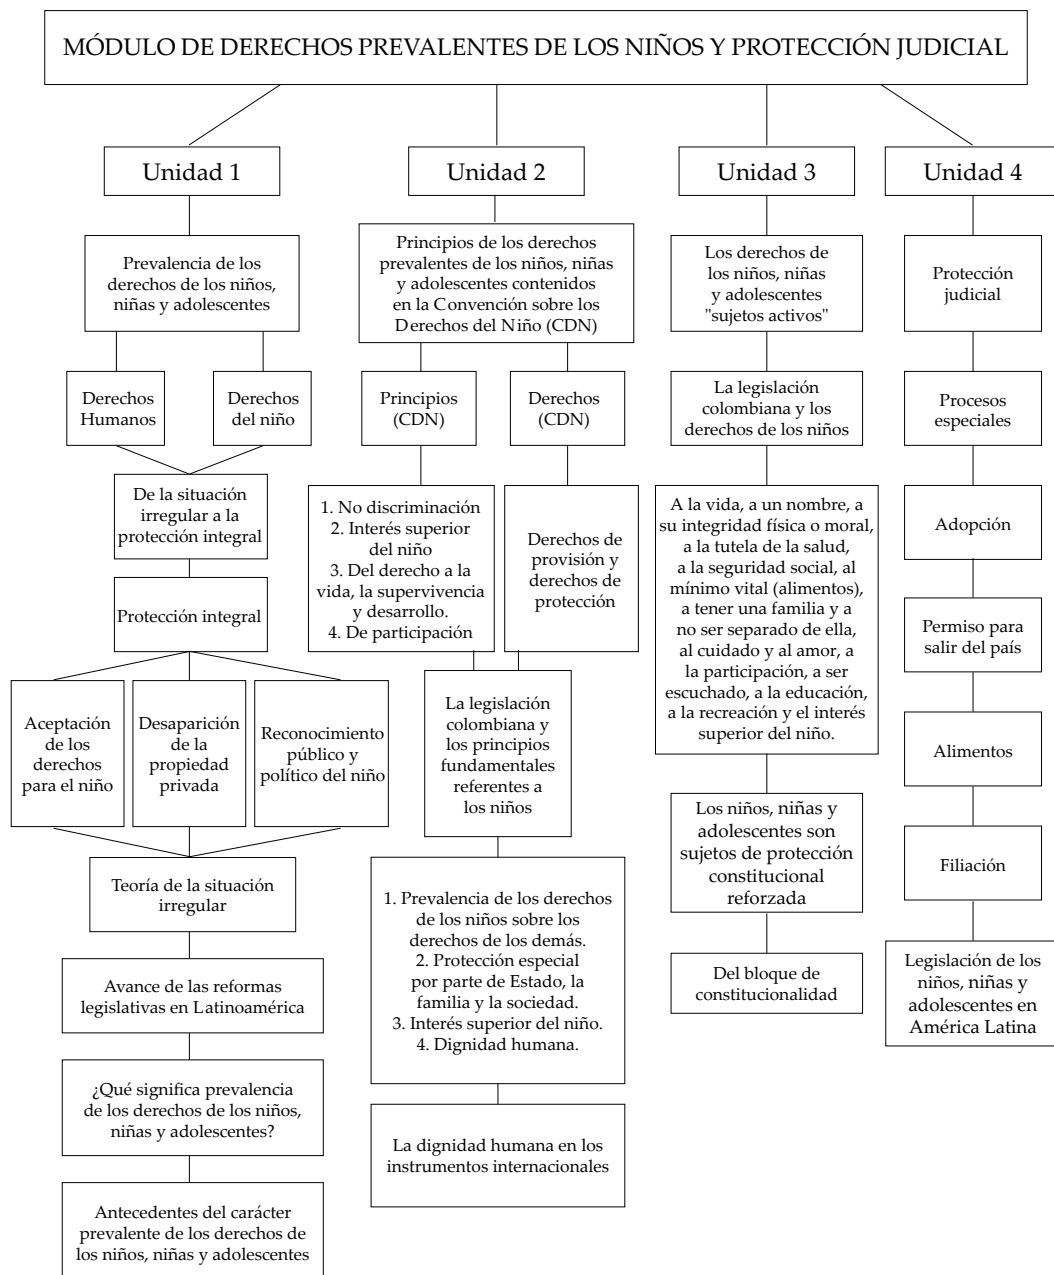 MÓDULO DE DERECHOS PREVALENTES DE LOS NIÑOS Y PROTECCIÓN JUDICIAL
Unidad 1
Prevalencia de los
derechos de los niños,
niñas y adolescentes
Derechos
Humanos
Derechos
del niño
De la situación
irregular a la
protección integral
Protección integral
Aceptación
de los
derechos
para el niño
Desaparición
de la
propiedad
privada
Reconocimiento
público y
político del niño
Teoría de la situación
irregular
Avance de las reformas
legislativas en Latinoamérica
¿Qué significa prevalencia
de los derechos de los niños,
niñas y adolescentes?
Antecedentes del carácter
prevalente de los derechos de
los niños, niñas y adolescentes
Unidad 2
Principios de los derechos
prevalentes de los niños, niñas
y adolescentes contenidos
en la Convención sobre los
Derechos del Niño (CDN)
Principios
(CDN)
Derechos
(CDN)
1. No discriminación
2. Interés superior
del niño
3. Del derecho a la
vida, la supervivencia
y desarrollo.
4. De participación
Derechos de
provisión y
derechos de
protección
La legislación
colombiana y
los principios
fundamentales
referentes a
los niños
1. Prevalencia de los derechos
de los niños sobre los
derechos de los demás.
2. Protección especial
por parte de Estado, la
familia y la sociedad.
3. Interés superior del niño.
4. Dignidad humana.
La dignidad humana en los
instrumentos internacionales
Unidad 3
Los derechos de
los niños, niñas
y adolescentes
"sujetos activos"
La legislación
colombiana y los
derechos de los niños
A la vida, a un nombre, a
su integridad física o moral,
a la tutela de la salud,
a la seguridad social, al
mínimo vital (alimentos),
a tener una familia y a
no ser separado de ella,
al cuidado y al amor, a
la participación, a ser
escuchado, a la educación,
a la recreación y el interés
superior del niño.
Los niños, niñas y
adolescentes son
sujetos de protección
constitucional
reforzada
Del bloque de
constitucionalidad
Unidad 4
Protección
judicial
Procesos
especiales
Adopción
Permiso para
salir del país
Alimentos
Filiación
Legislación de los
niños, niñas y
adolescentes en
América Latina